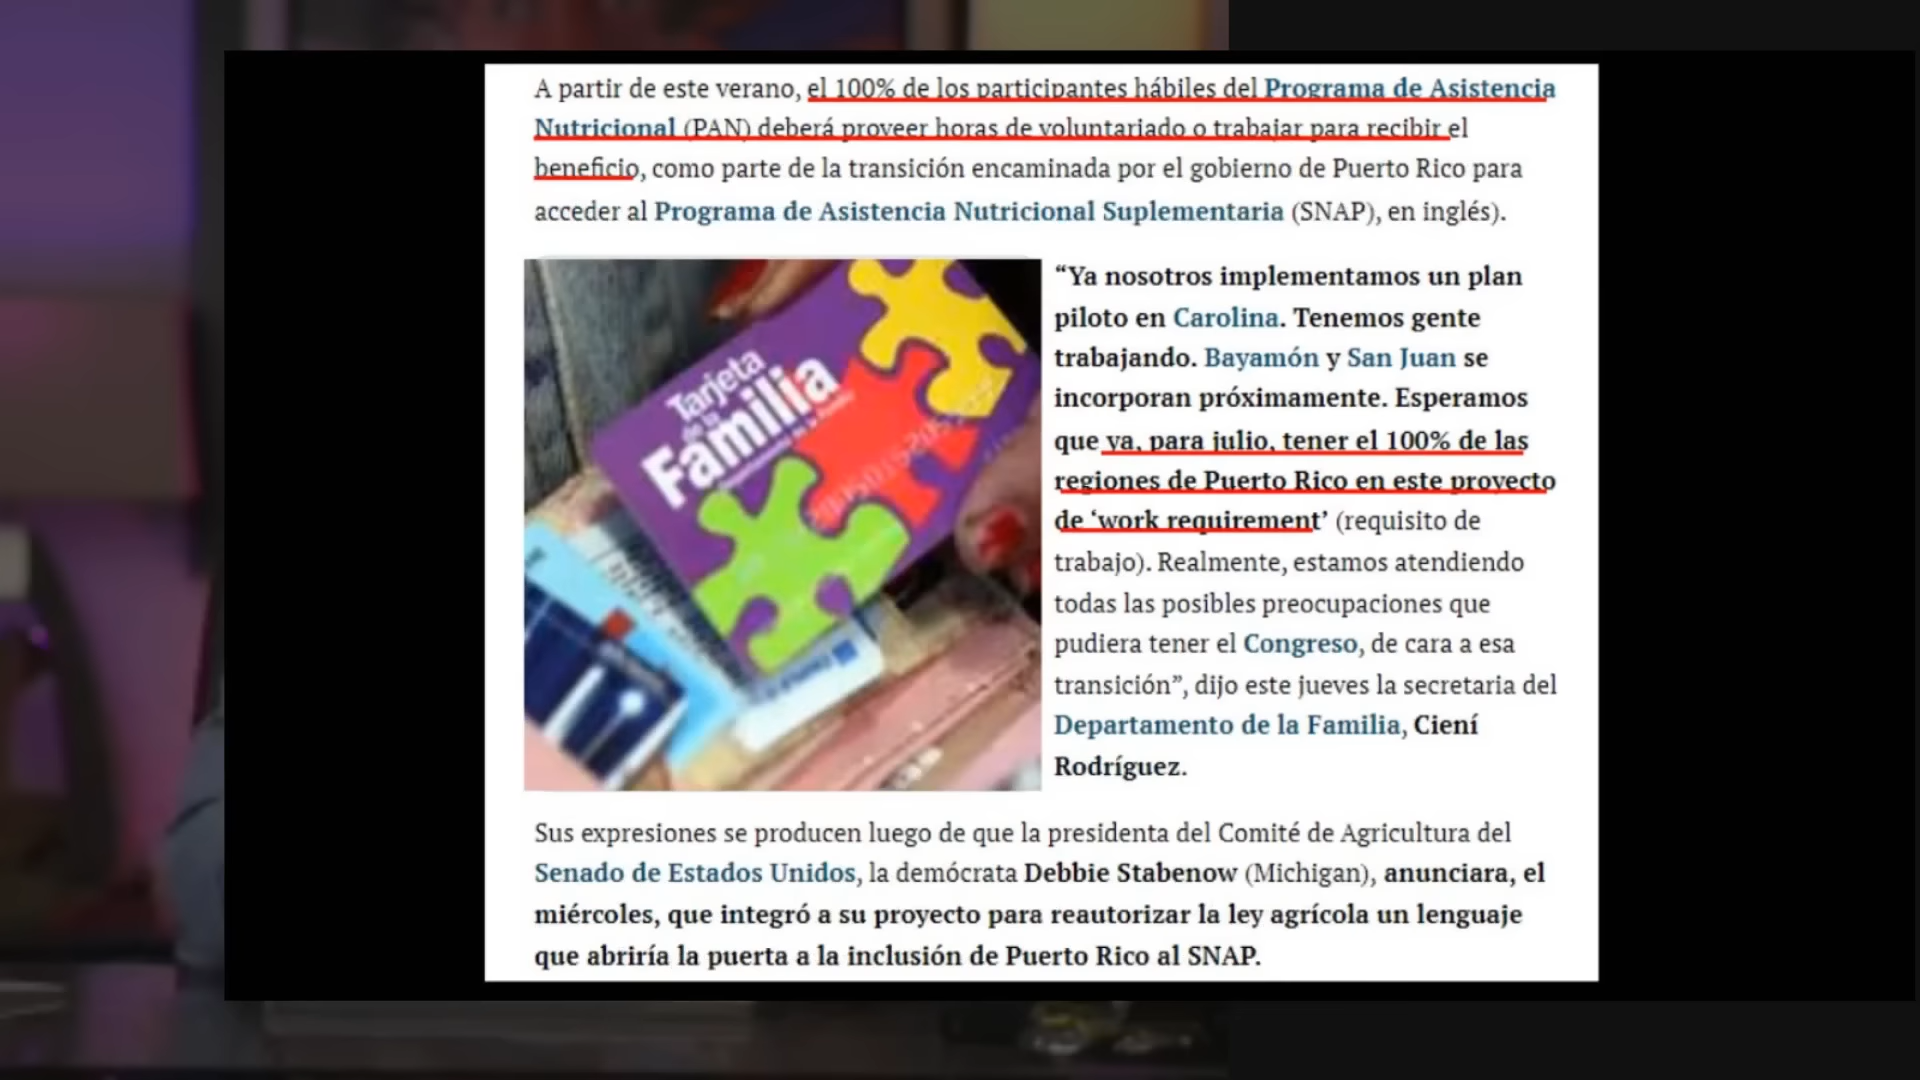 A partir de este verano, el 100% de los participantes hábiles del Programa de Asistencia
Nutricional (PAN) deberá proveer horas de voluntariado o trabajar para recibir el
beneficio, como parte de la transición encaminada por el gobierno de Puerto Rico para
acceder al Programa de Asistencia Nutricional Suplementaria (SNAP), en inglés).
Tarjeta
de la
Familia
“Ya nosotros implementamos un plan
piloto en Carolina. Tenemos gente
trabajando. Bayamón y San Juan se
incorporan próximamente. Esperamos
que ya, para julio, tener el 100% de las
regiones de Puerto Rico en este proyecto
de ‘work requirement’ (requisito de
trabajo). Realmente, estamos atendiendo
todas las posibles preocupaciones que
pudiera tener el Congreso, de cara a esa
transición”, dijo este jueves la secretaria del
Departamento de la Familia, Ciení
Rodríguez.
Sus expresiones se producen luego de que la presidenta del Comité de Agricultura del
Senado de Estados Unidos, la demócrata Debbie Stabenow (Michigan), anunciara, el
miércoles, que integró a su proyecto para reautorizar la ley agrícola un lenguaje
que abriría la puerta a la inclusión de Puerto Rico al SNAP.